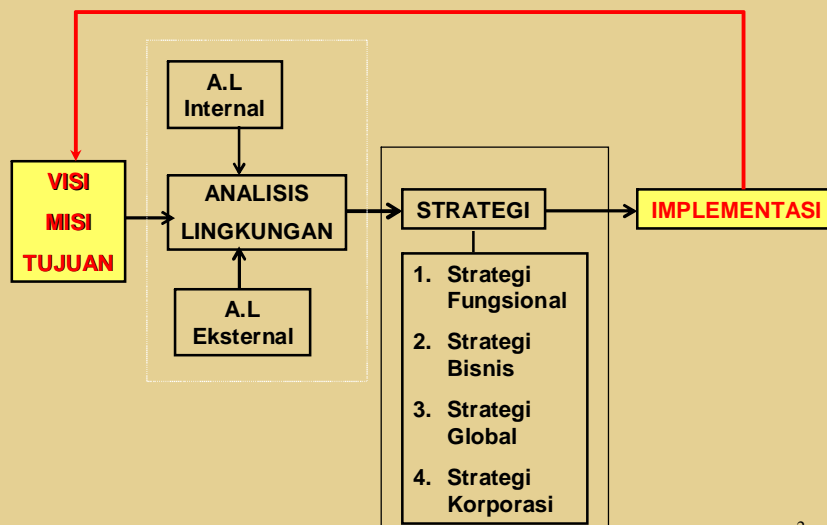 A.L
Internal
VISI
MISI
TUJUAN
ANALISIS
LINGKUNGAN
A.L
Eksternal
STRATEGI
1. Strategi
Fungsional
2. Strategi
Bisnis
3. Strategi
Global
4. Strategi
Korporasi
IMPLEMENTASI